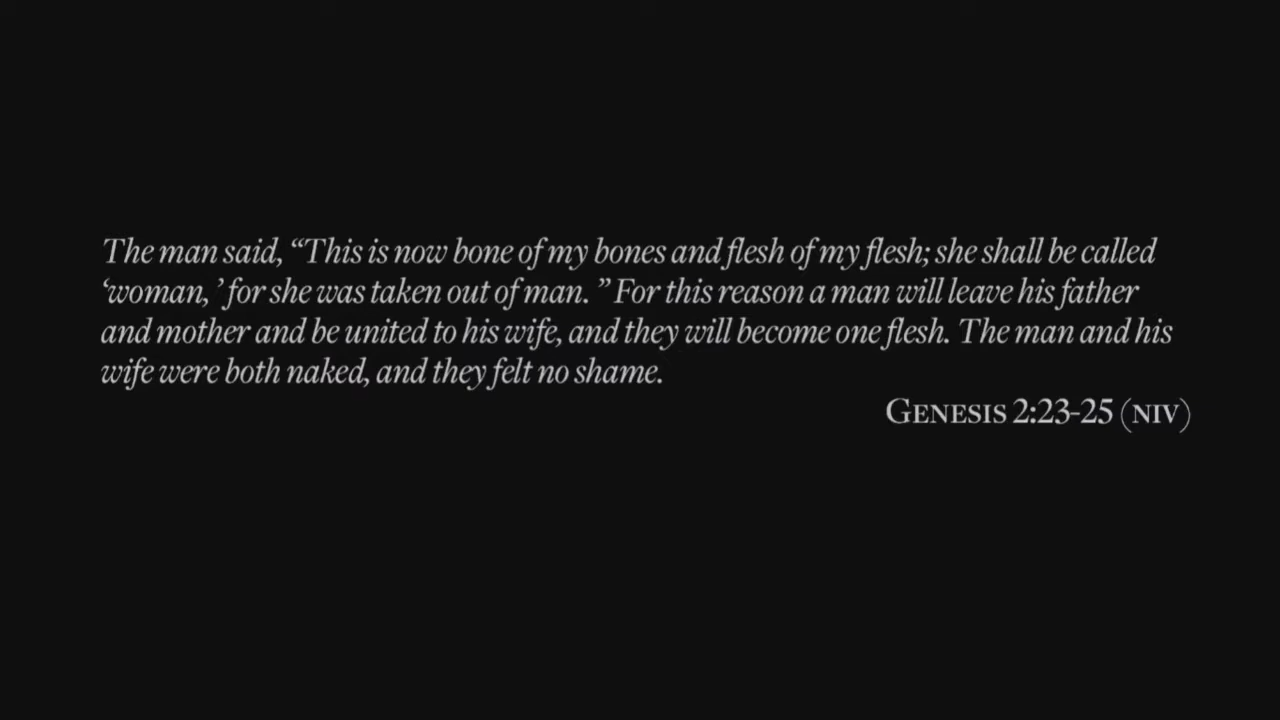 The man said, “This is now bone of my bones and flesh of my flesh; she shall be called
‘woman, ’ for she was taken out of man. ” For this reason a man will leave his father
and mother and be united to his wife, and they will become one flesh. The man and his
wife were both naked, and they felt no shame.
GENESIS 2:23-25 (NIV)